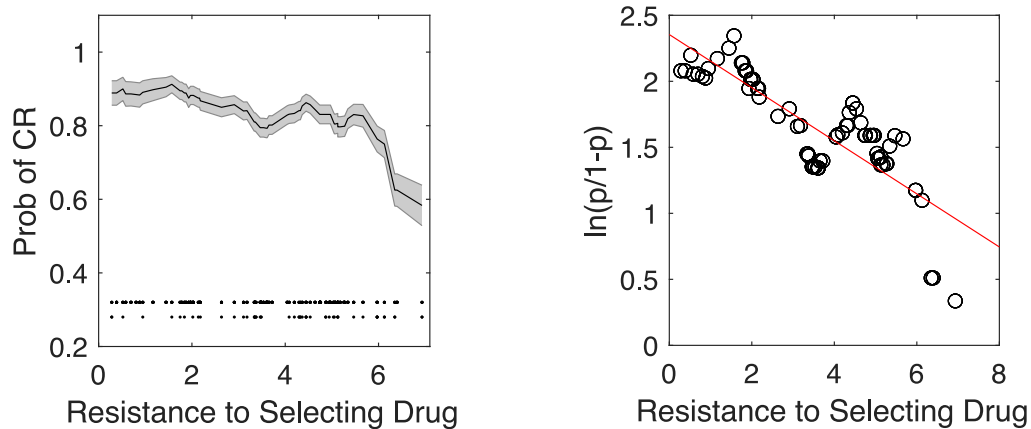 Prob of CR
1
0.8
0.6
0.4
0.2
0 2 4 6
Resistance to Selecting Drug
ln(p/1-p)
2.5
2
1.5
1
0.5
0
0 2 4 6 8
Resistance to Selecting Drug